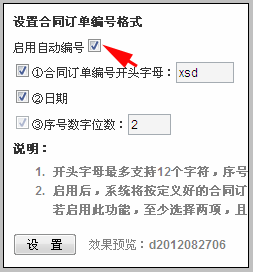 设置合同订单编号格式
启用自动编号
①合同订单编号开头字母：xsd
②日期
③序号数字位数：2
说明：
1. 开头字母最多支持12个字符，序号
2. 启用后，系统将按定义好的合同订
若启用此功能，至少选择两项，且
设 置 效果预览：d2012082706